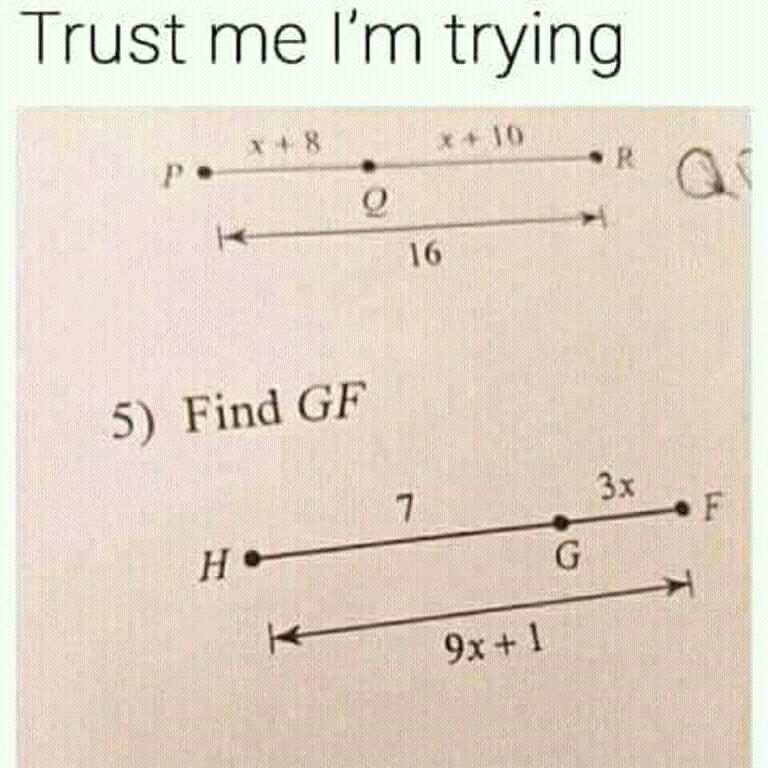 Trust me I'm trying
x + 8
x + 10
P
R
Q
16
5) Find GF
7
3x
H
G
F
9x + 1